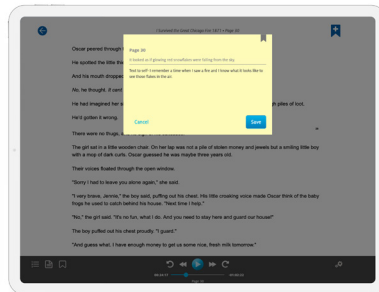 I Survived the Great Chicago Fire, 1871 • Page 30
Oscar peered through
Page 30
It looked as if glowing red snowflakes were falling from the sky.
Text to self- I remember a time when I saw a fire and I know what it looks like to
see those flakes in the air.
He spotted the little
And his mouth dropped
No, he thought. It can't
He had imagined her s
gh piles of loot.
He'd gotten it wrong.
Cancel
Save
There were no thugs,
The girl sat in a little wooden chair. On her lap was not a pile of stolen money and jewels but a smiling little boy
with a mop of dark curls. Oscar guessed he was maybe three years old.
Their voices floated through the open window.
"Sorry I had to leave you alone again," she said.
"I very brave, Jennie," the boy said, puffing out his chest. His little croaking voice made Oscar think of the baby
frogs he used to catch behind his house. "Next time I help."
"No," the girl said. "It's no fun, what I do. And you need to stay here and guard our house!"
The boy puffed out his chest proudly. "I guard."
"And guess what, I have enough money to get us some nice, fresh milk tomorrow."
Page 30